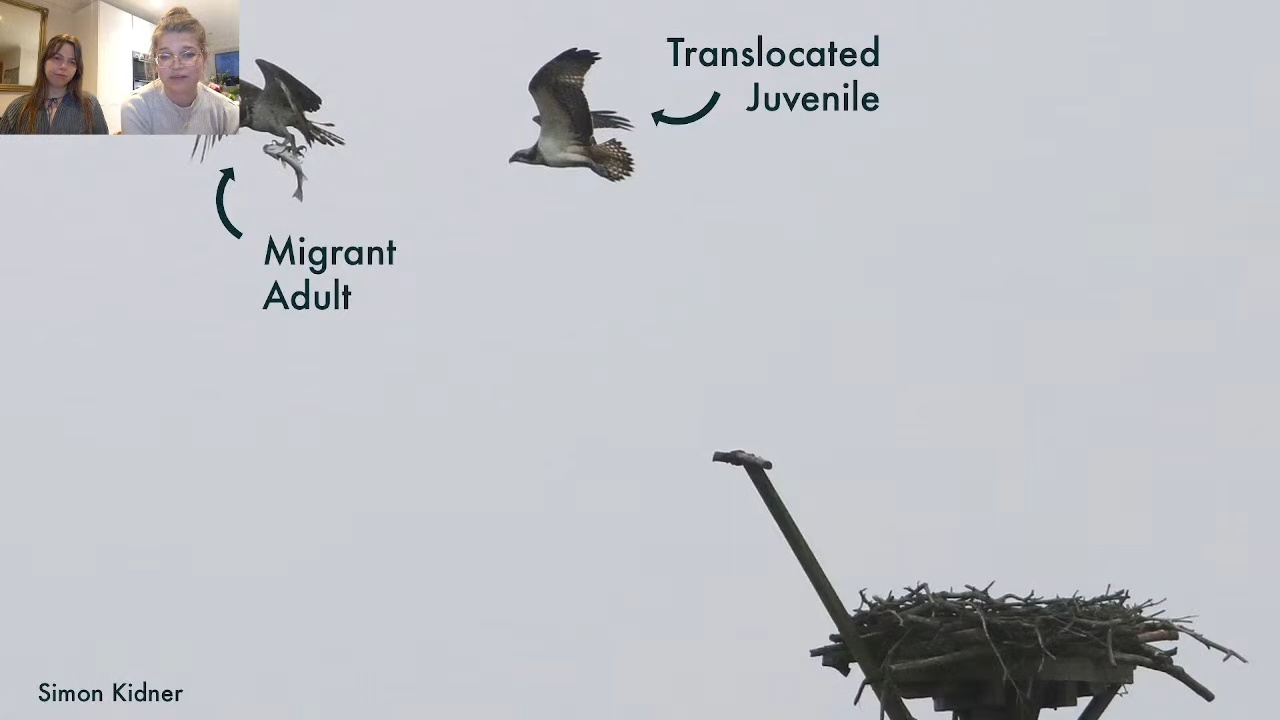 Translocated
Juvenile
Migrant
Adult
Simon Kidner